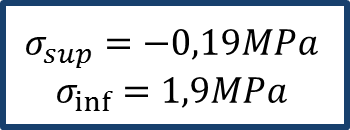 σ_sup = −0,19MPa
σ_inf = 1,9MPa